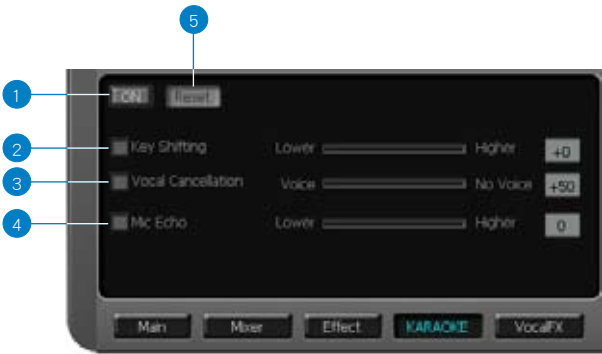 5
1 ON Reset
2 Key Shifting Lower Higher +0
3 Vocal Cancellation Voice No Voice +50
4 Mic Echo Lower Higher 0
Main Mixer Effect KARAOKE VocalFX